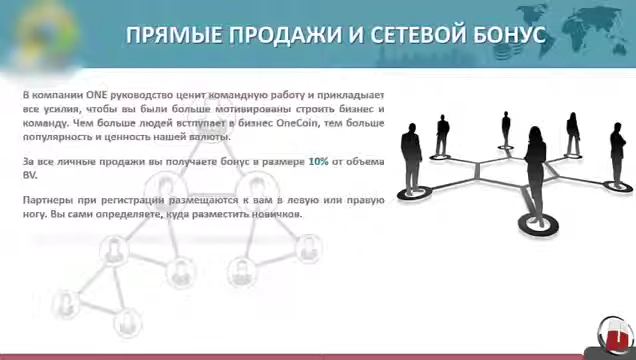 ПРЯМЫЕ ПРОДАЖИ И СЕТЕВОЙ БОНУС
В компании ONE руководство ценит командную работу и прикладывает
все усилия, чтобы вы были больше мотивированы строить бизнес и
команду. Чем больше людей вступает в бизнес OneCoin, тем больше
популярность и ценность нашей валюты.
За все личные продажи вы получаете бонус в размере 10% от объема
BV.
Партнеры при регистрации размещаются к вам в левую или правую
ногу. Вы сами определяете, куда разместить новичков.